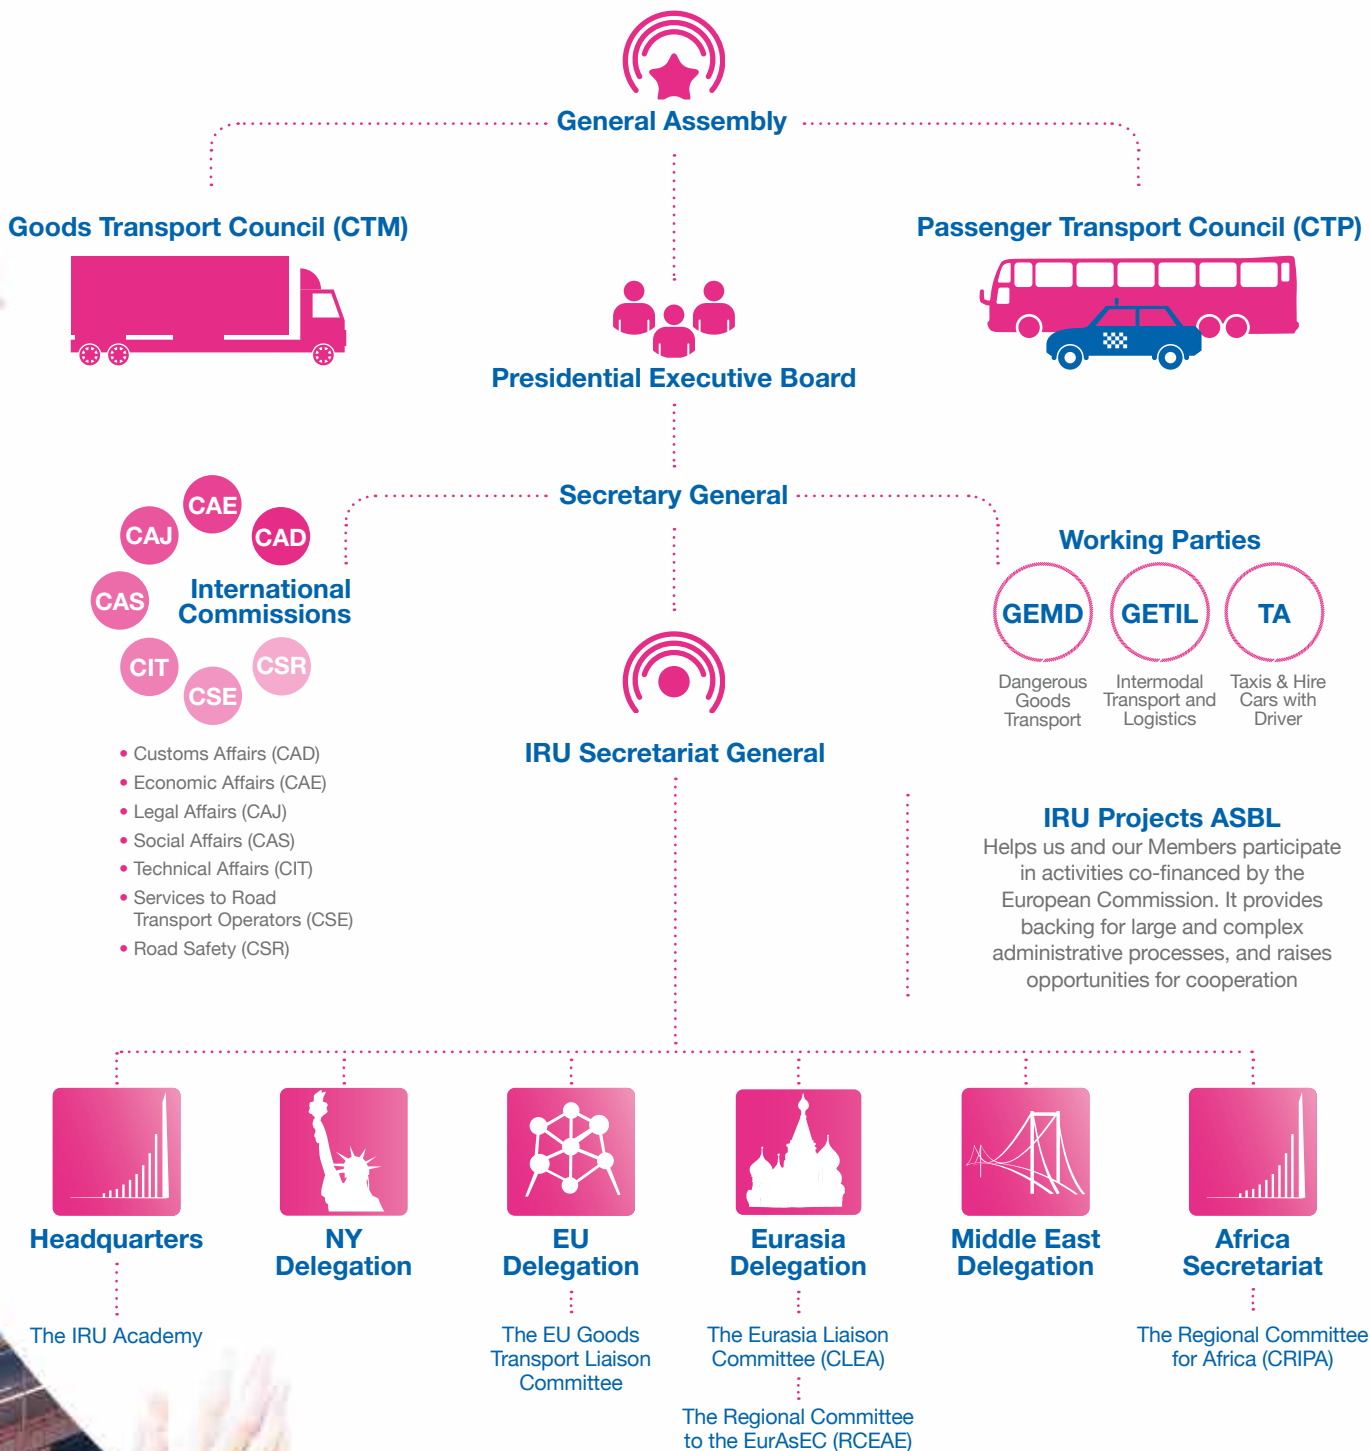 General Assembly
Goods Transport Council (CTM)
Passenger Transport Council (CTP)
Presidential Executive Board
Secretary General
CAE
CAJ
CAD
CAS
International
Commissions
CIT
CSR
CSE
• Customs Affairs (CAD)
• Economic Affairs (CAE)
• Legal Affairs (CAJ)
• Social Affairs (CAS)
• Technical Affairs (CIT)
• Services to Road
Transport Operators (CSE)
• Road Safety (CSR)
Working Parties
GEMD
GETIL
TA
Dangerous
Goods
Transport
Intermodal
Transport and
Logistics
Taxis & Hire
Cars with
Driver
IRU Secretariat General
IRU Projects ASBL
Helps us and our Members participate
in activities co-financed by the
European Commission. It provides
backing for large and complex
administrative processes, and raises
opportunities for cooperation
Headquarters
The IRU Academy
NY
Delegation
EU
Delegation
The EU Goods
Transport Liaison
Committee
Eurasia
Delegation
The Eurasia Liaison
Committee (CLEA)
The Regional Committee
to the EurAsEC (RCEAE)
Middle East
Delegation
Africa
Secretariat
The Regional Committee
for Africa (CRIPA)